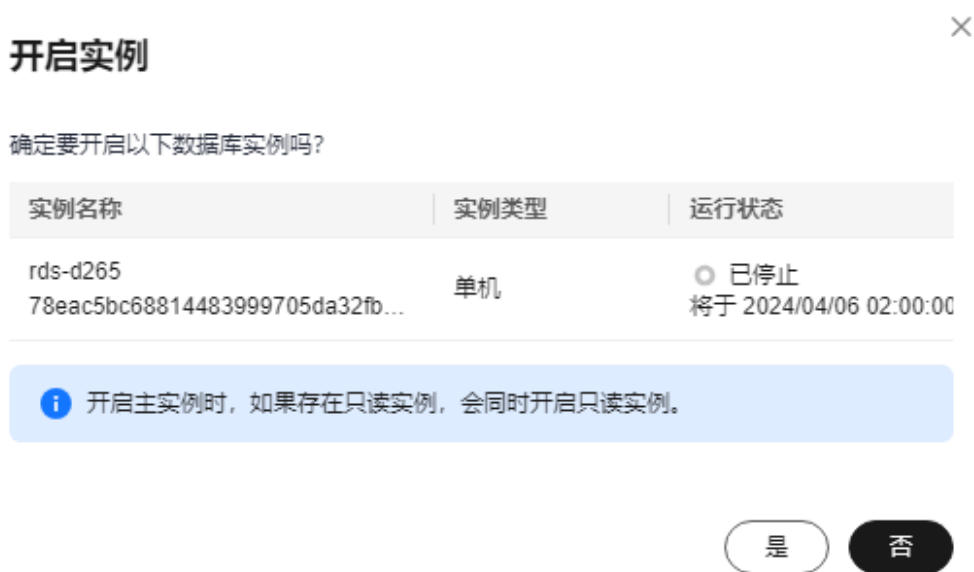 开启实例
确定要开启以下数据库实例吗？
实例名称 实例类型 运行状态
rds-d265
78eac5bc68814483999705da32fb...
单机
已停止
将于 2024/04/06 02:00:00
开启主实例时，如果存在只读实例，会同时开启只读实例。
是 否